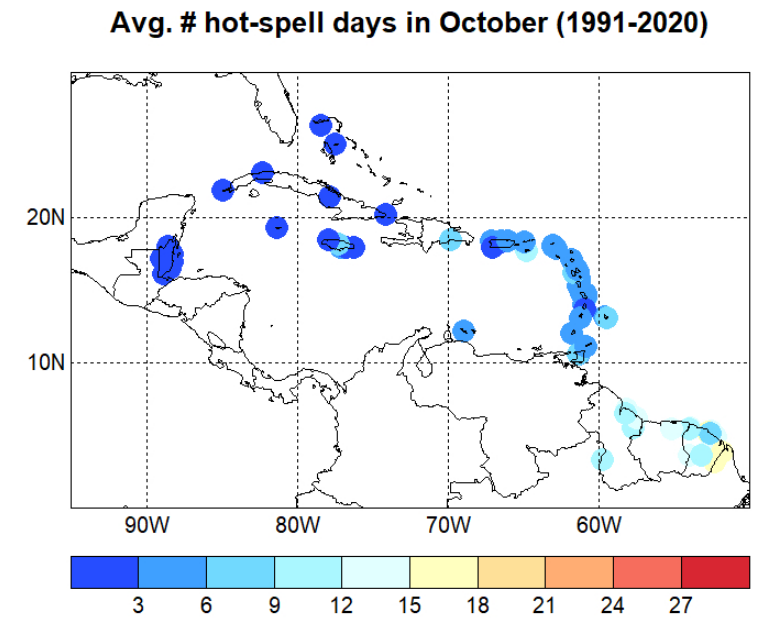 Avg. # hot-spell days in October (1991-2020)
20N
10N
90W 80W 70W 60W
3 6 9 12 15 18 21 24 27